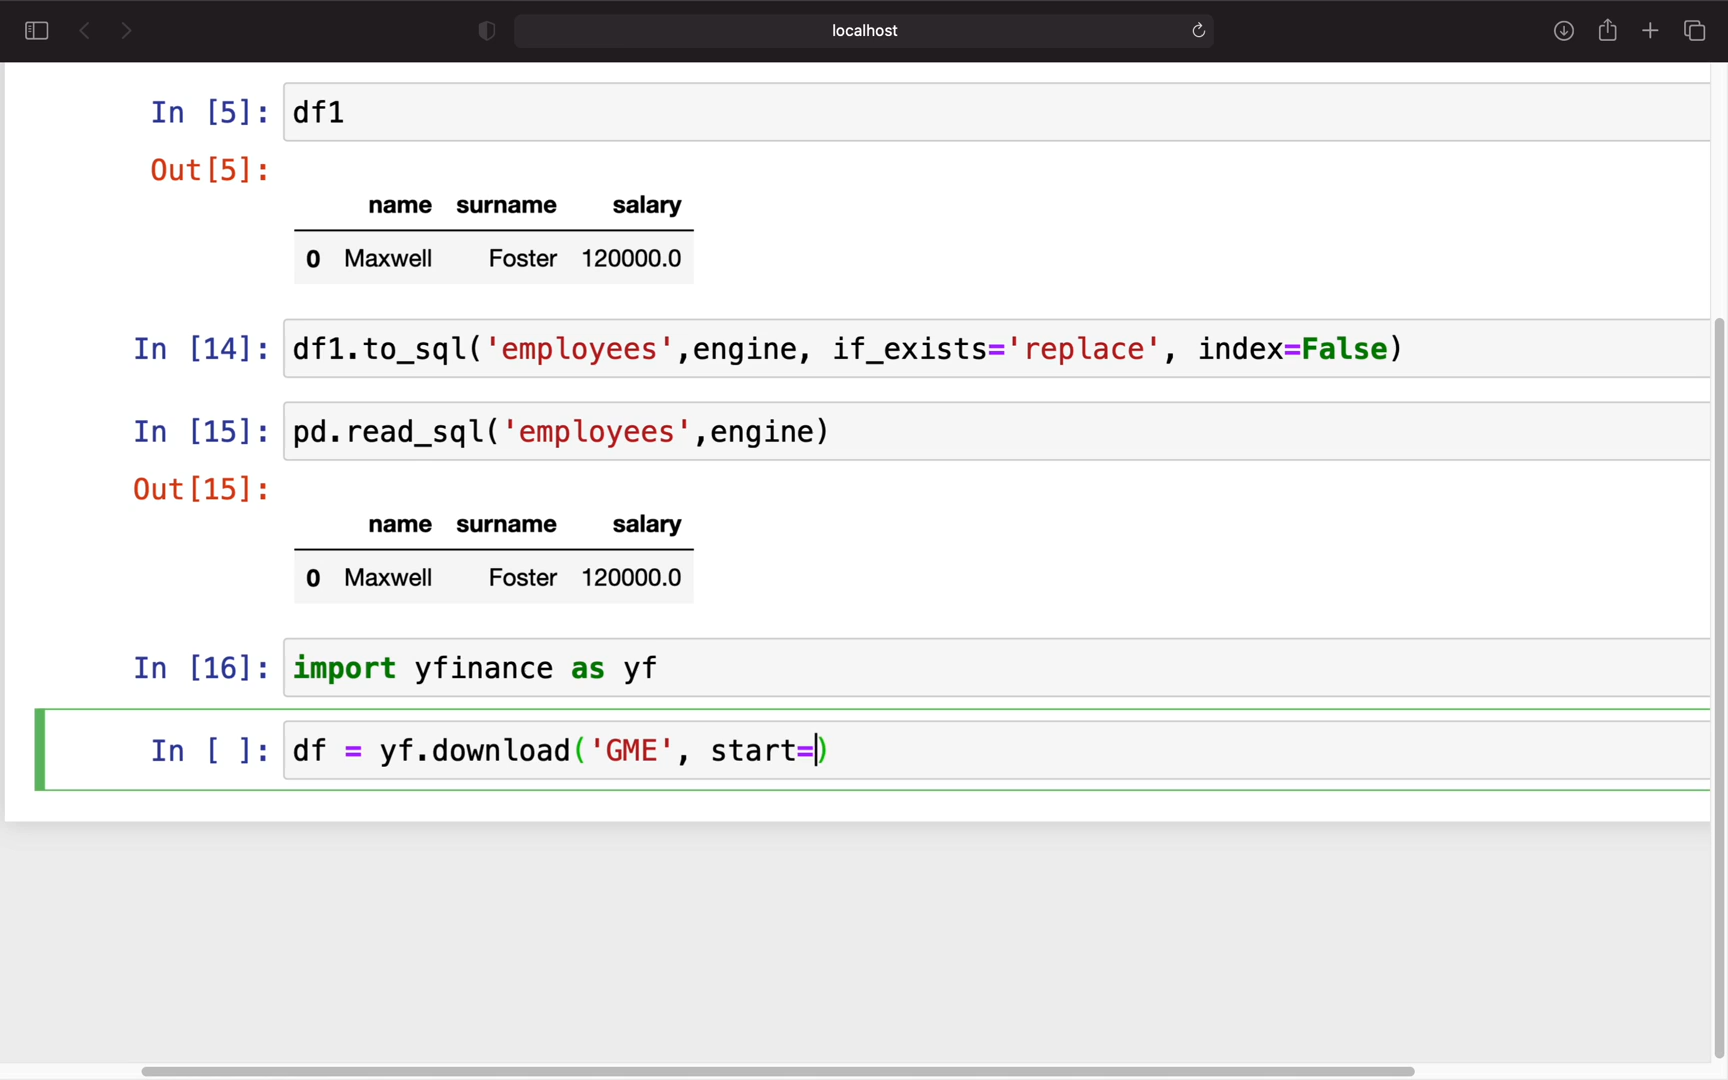 localhost
In [5]: df1
Out[5]:
name surname salary
0 Maxwell Foster 120000.0
In [14]: df1.to_sql('employees',engine, if_exists='replace', index=False)
In [15]: pd.read_sql('employees',engine)
Out[15]:
name surname salary
0 Maxwell Foster 120000.0
In [16]: import yfinance as yf
In [ ]: df = yf.download('GME', start=)